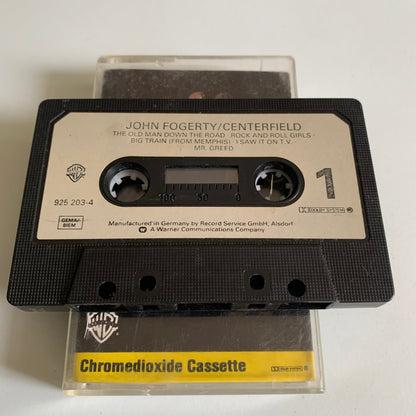 JOHN FOGERTY/CENTERFIELD
THE OLD MAN DOWN THE ROAD · ROCK AND ROLL GIRLS ·
BIG TRAIN (FROM MEMPHIS) · I SAW IT ON T.V.
MR. GREED
925 203-4
1
GEMA/
BIEM
100 50 0
DOLBY SYSTEM
Manufactured in Germany by Record Service GmbH, Alsdorf
A Warner Communications Company
Chromedioxide Cassette